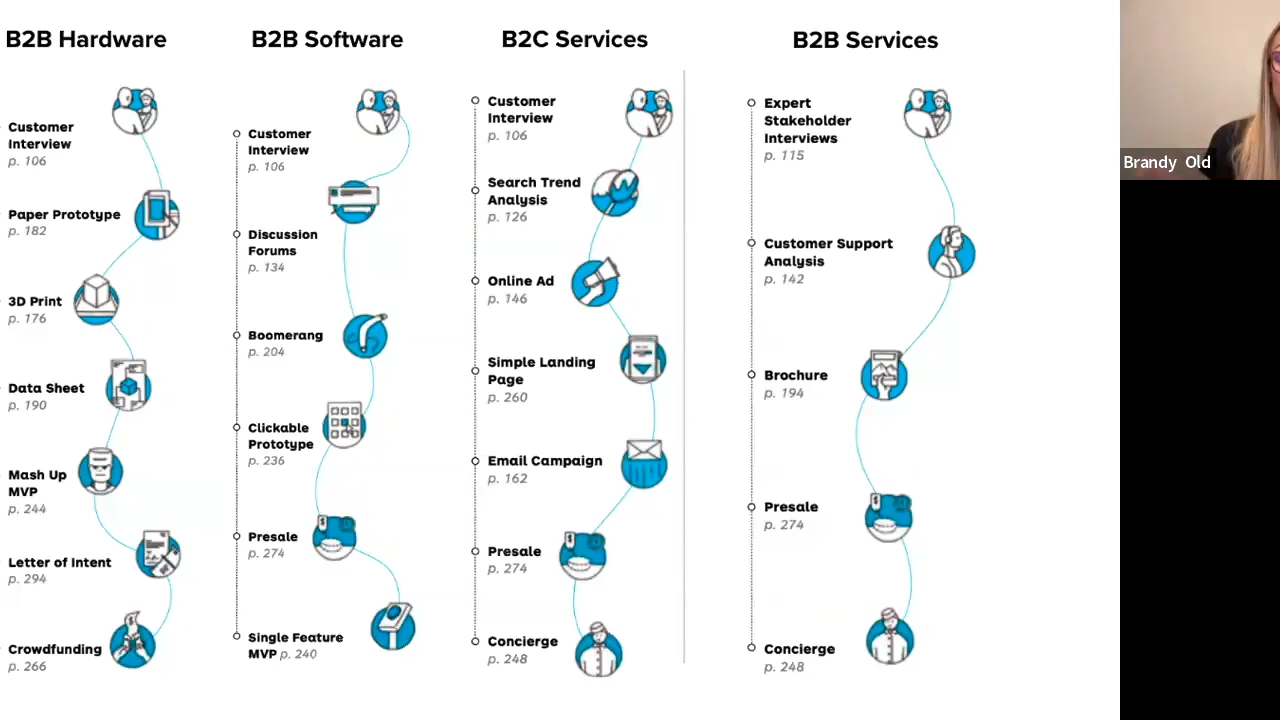 B2B Hardware
Customer
Interview
p. 106
Paper Prototype
p. 182
3D Print
p. 176
Data Sheet
p. 190
Mash Up
MVP
p. 244
Letter of Intent
p. 294
Crowdfunding
p. 266
B2B Software
Customer
Interview
p. 106
Discussion
Forums
p. 134
Boomerang
p. 204
Clickable
Prototype
p. 236
Presale
p. 274
Single Feature
MVP p. 240
B2C Services
Customer
Interview
p. 106
Search Trend
Analysis
p. 126
Online Ad
p. 146
Simple Landing
Page
p. 260
Email Campaign
p. 162
Presale
p. 274
Concierge
p. 248
B2B Services
Expert
Stakeholder
Interviews
p. 115
Customer Support
Analysis
p. 142
Brochure
p. 194
Presale
p. 274
Concierge
p. 248
Brandy Old